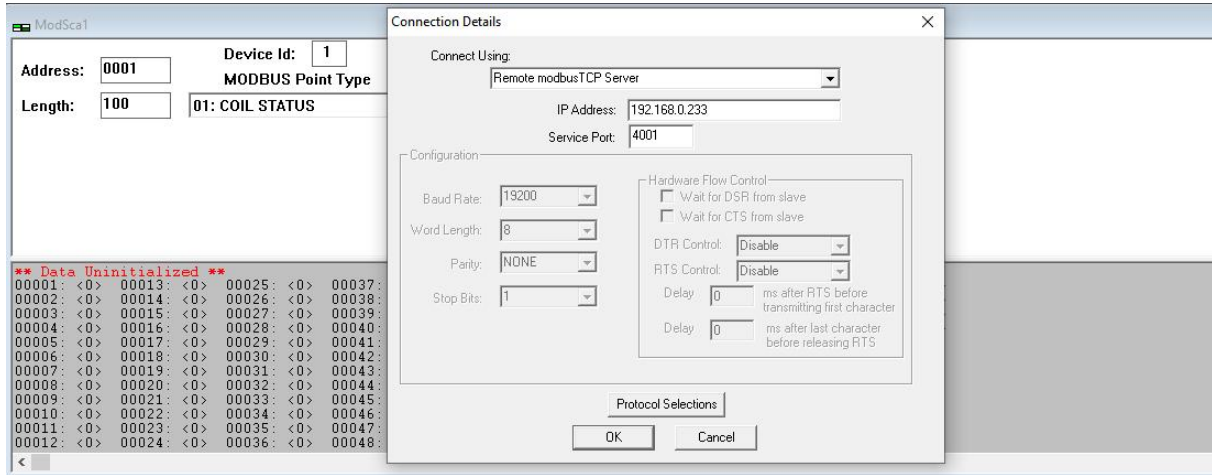 ModSca1
Device Id: 1
Address: 0001
MODBUS Point Type
Length: 100 01: COIL STATUS
** Data Uninitialized **
00001: <0> 00013: <0> 00025: <0> 00037:
00002: <0> 00014: <0> 00026: <0> 00038:
00003: <0> 00015: <0> 00027: <0> 00039:
00004: <0> 00016: <0> 00028: <0> 00040:
00005: <0> 00017: <0> 00029: <0> 00041:
00006: <0> 00018: <0> 00030: <0> 00042:
00007: <0> 00019: <0> 00031: <0> 00043:
00008: <0> 00020: <0> 00032: <0> 00044:
00009: <0> 00021: <0> 00033: <0> 00045:
00010: <0> 00022: <0> 00034: <0> 00046:
00011: <0> 00023: <0> 00035: <0> 00047:
00012: <0> 00024: <0> 00036: <0> 00048:
Connection Details
Connect Using:
Remote modbusTCP Server
IP Address: 192.168.0.233
Service Port: 4001
Configuration
Baud Rate: 19200
Word Length: 8
Parity: NONE
Stop Bits: 1
Hardware Flow Control
Wait for DSR from slave
Wait for CTS from slave
DTR Control: Disable
RTS Control: Disable
Delay 0 ms after RTS before
transmitting first character
Delay 0 ms after last character
before releasing RTS
Protocol Selections
OK Cancel